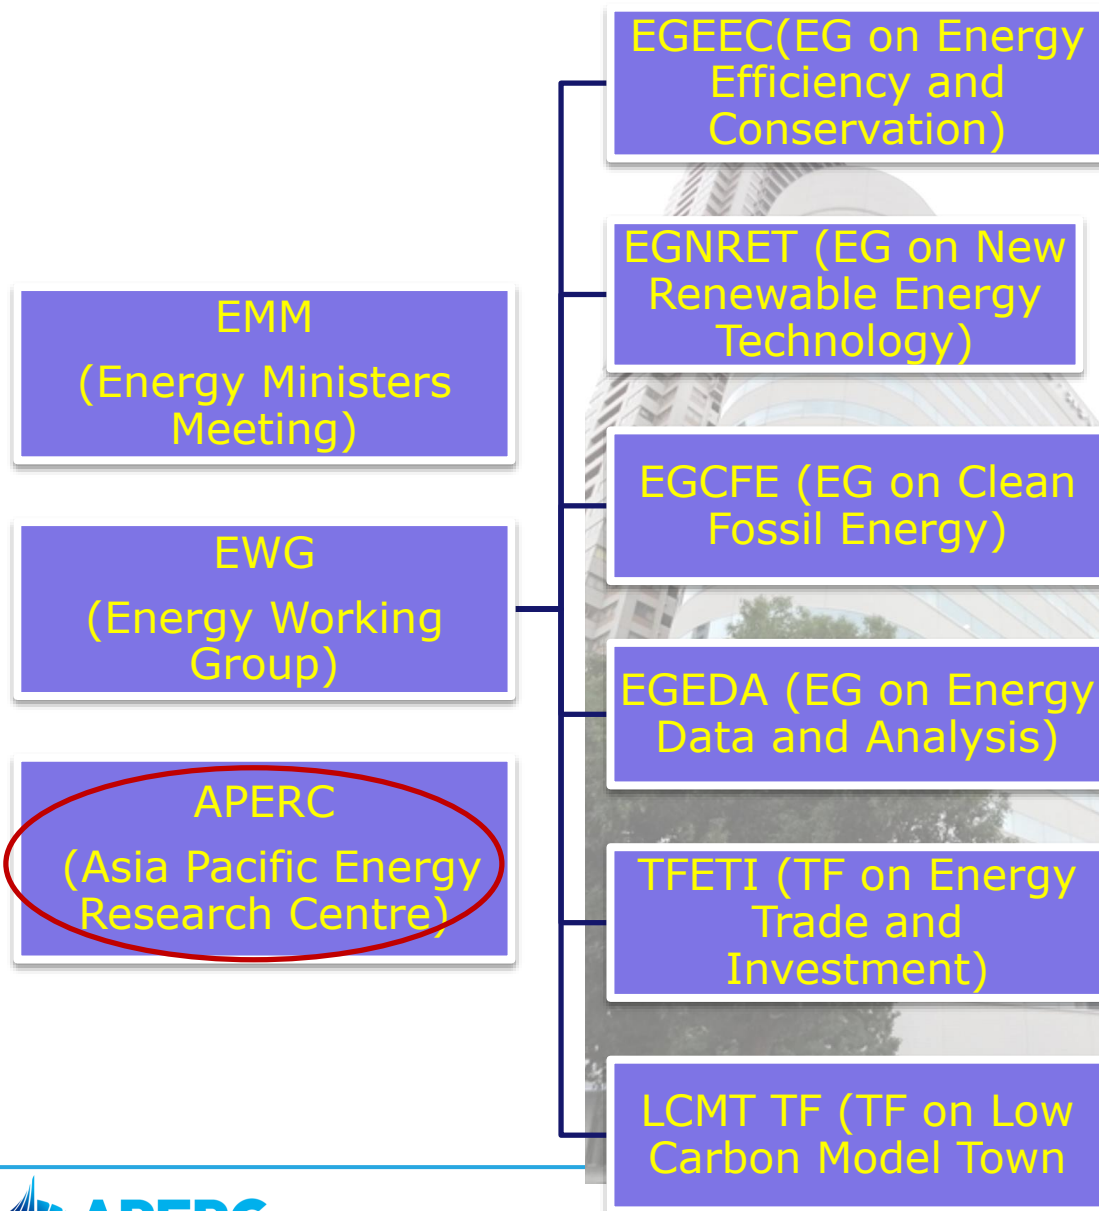 EMM
(Energy Ministers
Meeting)
EWG
(Energy Working
Group)
APERC
(Asia Pacific Energy
Research Centre)
EGEEC(EG on Energy
Efficiency and
Conservation)
EGNRET (EG on New
Renewable Energy
Technology)
EGCFE (EG on Clean
Fossil Energy)
EGEDA (EG on Energy
Data and Analysis)
TFETI (TF on Energy
Trade and
Investment)
LCMT TF (TF on Low
Carbon Model Town
APERC